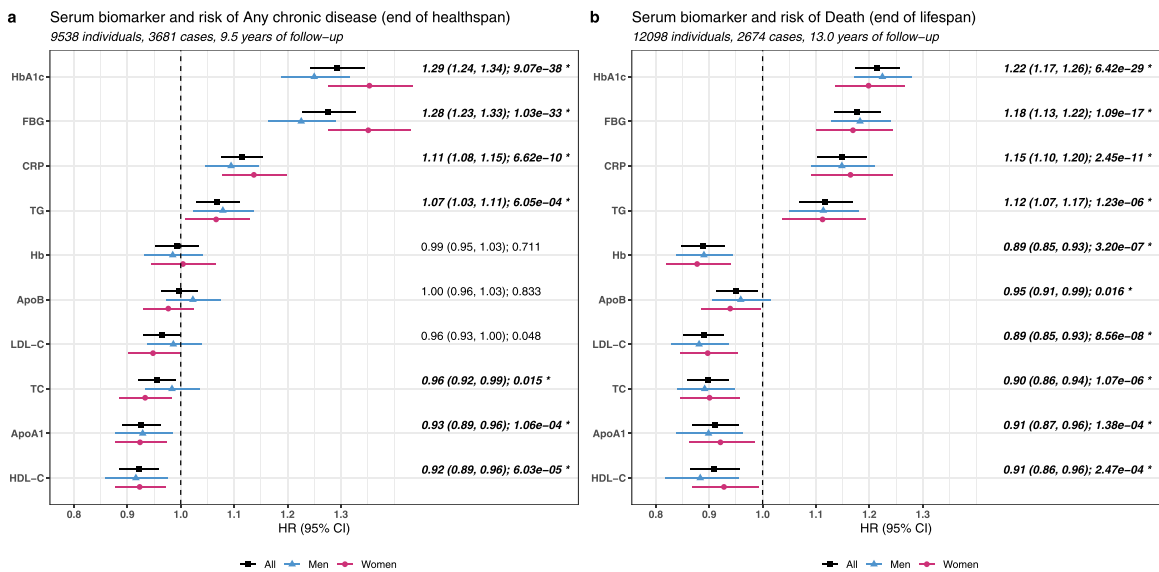 a Serum biomarker and risk of Any chronic disease (end of healthspan)
9538 individuals, 3681 cases, 9.5 years of follow−up
HbA1c 1.29 (1.24, 1.34); 9.07e−38 *
FBG 1.28 (1.23, 1.33); 1.03e−33 *
CRP 1.11 (1.08, 1.15); 6.62e−10 *
TG 1.07 (1.03, 1.11); 6.05e−04 *
Hb 0.99 (0.95, 1.03); 0.711
ApoB 1.00 (0.96, 1.03); 0.833
LDL−C 0.96 (0.93, 1.00); 0.048
TC 0.96 (0.92, 0.99); 0.015 *
ApoA1 0.93 (0.89, 0.96); 1.06e−04 *
HDL−C 0.92 (0.89, 0.96); 6.03e−05 *
0.8 0.9 1.0 1.1 1.2 1.3
HR (95% CI)
All Men Women
b Serum biomarker and risk of Death (end of lifespan)
12098 individuals, 2674 cases, 13.0 years of follow−up
HbA1c 1.22 (1.17, 1.26); 6.42e−29 *
FBG 1.18 (1.13, 1.22); 1.09e−17 *
CRP 1.15 (1.10, 1.20); 2.45e−11 *
TG 1.12 (1.07, 1.17); 1.23e−06 *
Hb 0.89 (0.85, 0.93); 3.20e−07 *
ApoB 0.95 (0.91, 0.99); 0.016 *
LDL−C 0.89 (0.85, 0.93); 8.56e−08 *
TC 0.90 (0.86, 0.94); 1.07e−06 *
ApoA1 0.91 (0.87, 0.96); 1.38e−04 *
HDL−C 0.91 (0.86, 0.96); 2.47e−04 *
0.8 0.9 1.0 1.1 1.2 1.3
HR (95% CI)
All Men Women